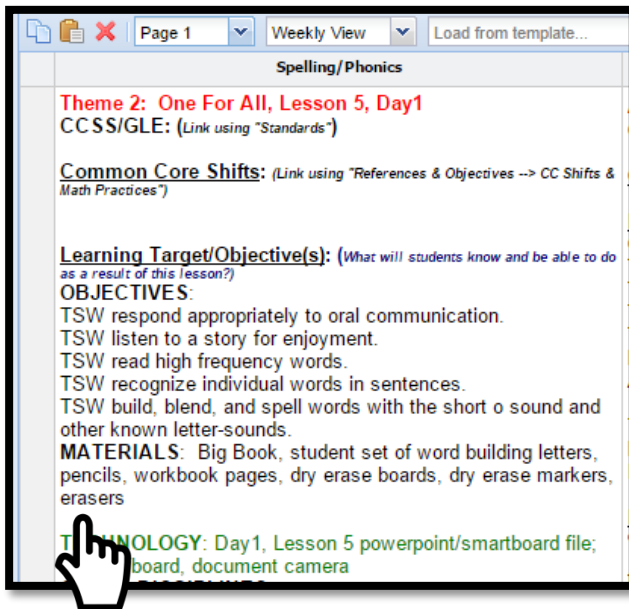 Page 1 Weekly View Load from template...
Spelling/Phonics
Theme 2: One For All, Lesson 5, Day1
CCSS/GLE: (Link using "Standards")
Common Core Shifts: (Link using "References & Objectives --> CC Shifts &
Math Practices")
Learning Target/Objective(s): (What will students know and be able to do
as a result of this lesson?)
OBJECTIVES:
TSW respond appropriately to oral communication.
TSW listen to a story for enjoyment.
TSW read high frequency words.
TSW recognize individual words in sentences.
TSW build, blend, and spell words with the short o sound and
other known letter-sounds.
MATERIALS: Big Book, student set of word building letters,
pencils, workbook pages, dry erase boards, dry erase markers,
erasers
Day1, Lesson 5 powerpoint/smartboard file;
board, document camera